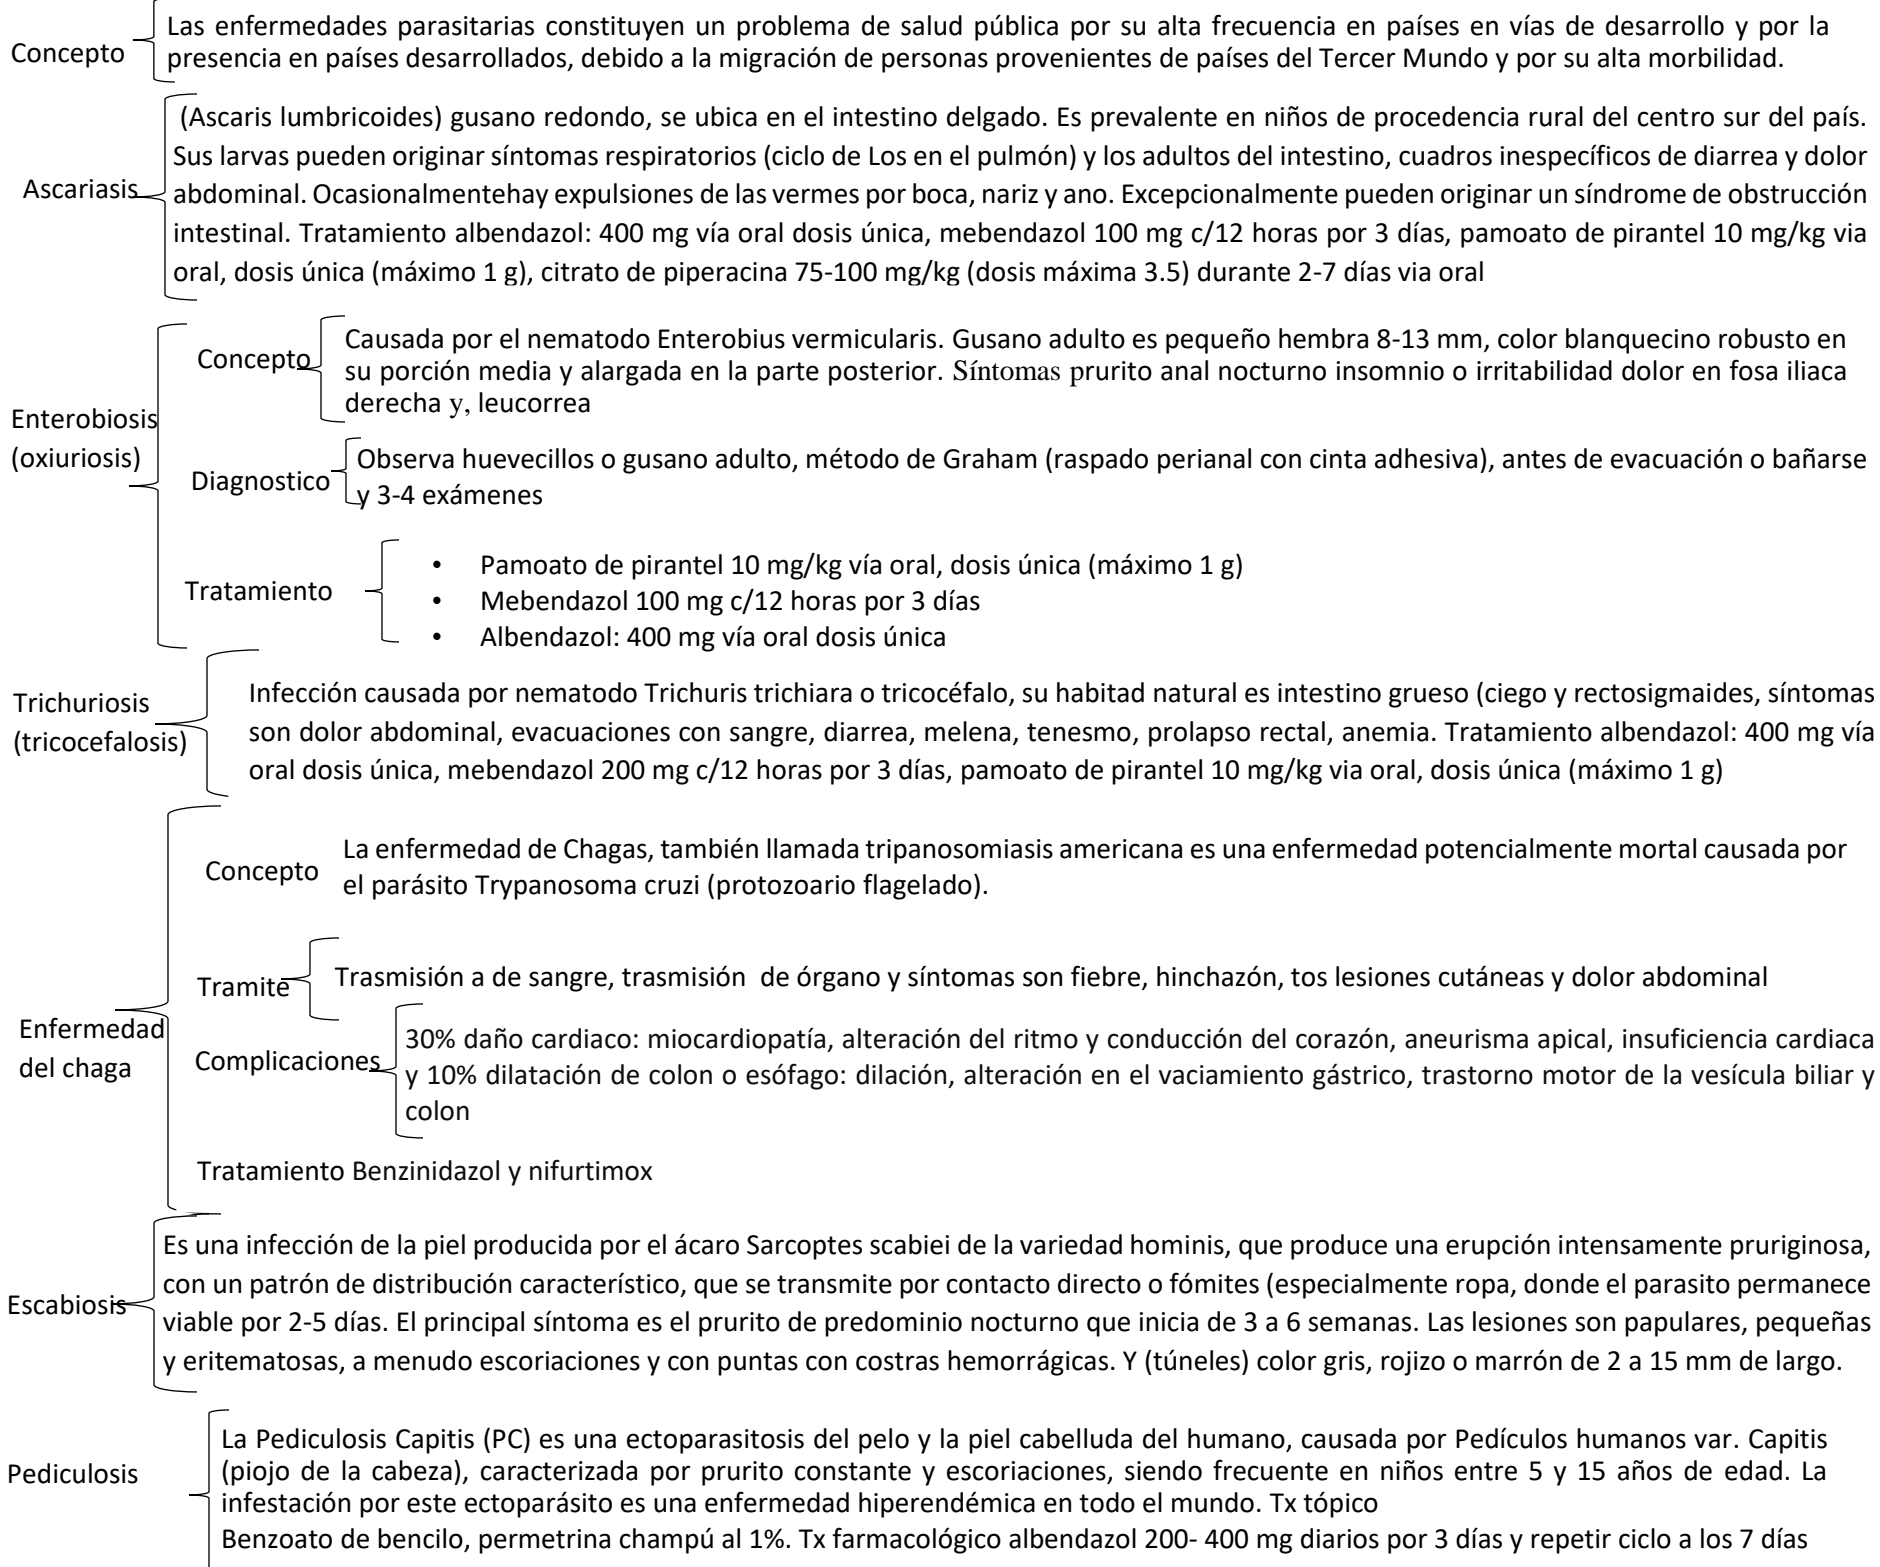 Concepto
Las enfermedades parasitarias constituyen un problema de salud pública por su alta frecuencia en países en vías de desarrollo y por la
presencia en países desarrollados, debido a la migración de personas provenientes de países del Tercer Mundo y por su alta morbilidad.
Ascariasis
(Ascaris lumbricoides) gusano redondo, se ubica en el intestino delgado. Es prevalente en niños de procedencia rural del centro sur del país.
Sus larvas pueden originar síntomas respiratorios (ciclo de Los en el pulmón) y los adultos del intestino, cuadros inespecíficos de diarrea y dolor
abdominal. Ocasionalmentehay expulsiones de las vermes por boca, nariz y ano. Excepcionalmente pueden originar un síndrome de obstrucción
intestinal. Tratamiento albendazol: 400 mg vía oral dosis única, mebendazol 100 mg c/12 horas por 3 días, pamoato de pirantel 10 mg/kg via
oral, dosis única (máximo 1 g), citrato de piperacina 75-100 mg/kg (dosis máxima 3.5) durante 2-7 días via oral
Enterobiosis
(oxiuriosis)
Concepto
Causada por el nematodo Enterobius vermicularis. Gusano adulto es pequeño hembra 8-13 mm, color blanquecino robusto en
su porción media y alargada en la parte posterior. Síntomas prurito anal nocturno insomnio o irritabilidad dolor en fosa iliaca
derecha y, leucorrea
Diagnostico
Observa huevecillos o gusano adulto, método de Graham (raspado perianal con cinta adhesiva), antes de evacuación o bañarse
y 3-4 exámenes
Tratamiento
• Pamoato de pirantel 10 mg/kg vía oral, dosis única (máximo 1 g)
• Mebendazol 100 mg c/12 horas por 3 días
• Albendazol: 400 mg vía oral dosis única
Trichuriosis
(tricocefalosis)
Infección causada por nematodo Trichuris trichiara o tricocéfalo, su habitad natural es intestino grueso (ciego y rectosigmaides, síntomas
son dolor abdominal, evacuaciones con sangre, diarrea, melena, tenesmo, prolapso rectal, anemia. Tratamiento albendazol: 400 mg vía
oral dosis única, mebendazol 200 mg c/12 horas por 3 días, pamoato de pirantel 10 mg/kg via oral, dosis única (máximo 1 g)
Enfermedad
del chaga
Concepto
La enfermedad de Chagas, también llamada tripanosomiasis americana es una enfermedad potencialmente mortal causada por
el parásito Trypanosoma cruzi (protozoario flagelado).
Tramite
Trasmisión a de sangre, trasmisión de órgano y síntomas son fiebre, hinchazón, tos lesiones cutáneas y dolor abdominal
Complicaciones
30% daño cardiaco: miocardiopatía, alteración del ritmo y conducción del corazón, aneurisma apical, insuficiencia cardiaca
y 10% dilatación de colon o esófago: dilación, alteración en el vaciamiento gástrico, trastorno motor de la vesícula biliar y
colon
Tratamiento Benzinidazol y nifurtimox
Escabiosis
Es una infección de la piel producida por el ácaro Sarcoptes scabiei de la variedad hominis, que produce una erupción intensamente pruriginosa,
con un patrón de distribución característico, que se transmite por contacto directo o fómites (especialmente ropa, donde el parasito permanece
viable por 2-5 días. El principal síntoma es el prurito de predominio nocturno que inicia de 3 a 6 semanas. Las lesiones son papulares, pequeñas
y eritematosas, a menudo escoriaciones y con puntas con costras hemorrágicas. Y (túneles) color gris, rojizo o marrón de 2 a 15 mm de largo.
Pediculosis
La Pediculosis Capitis (PC) es una ectoparasitosis del pelo y la piel cabelluda del humano, causada por Pedículos humanos var. Capitis
(piojo de la cabeza), caracterizada por prurito constante y escoriaciones, siendo frecuente en niños entre 5 y 15 años de edad. La
infestación por este ectoparásito es una enfermedad hiperendémica en todo el mundo. Tx tópico
Benzoato de bencilo, permetrina champú al 1%. Tx farmacológico albendazol 200- 400 mg diarios por 3 días y repetir ciclo a los 7 días